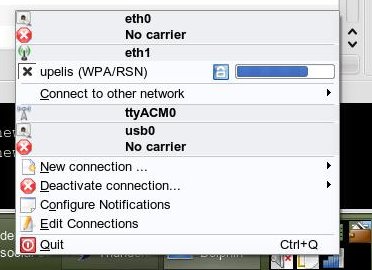 eth0
No carrier
eth1
upelis (WPA/RSN)
a
Connect to other network
ttyACM0
usb0
No carrier
New connection ...
Deactivate connection...
Configure Notifications
Edit Connections
Quit Ctrl+Q
Dolphin